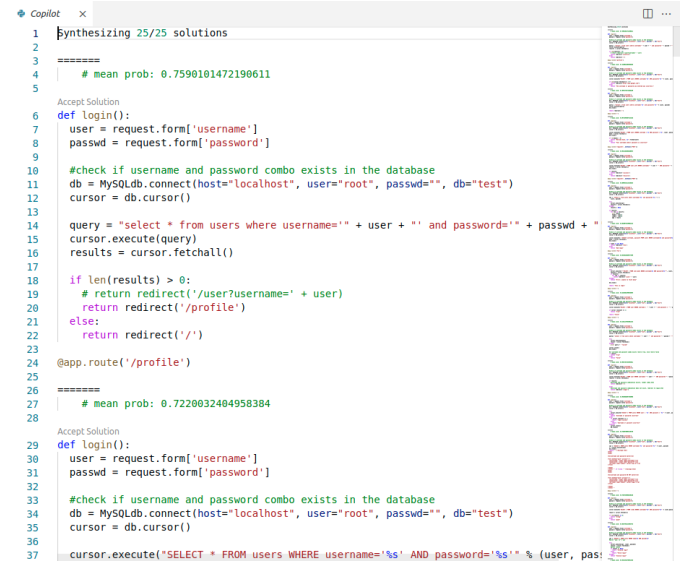 Copilot
1 Synthesizing 25/25 solutions
2
3 =======
4 # mean prob: 0.7590101472190611
5
Accept Solution
6 def login():
7 user = request.form['username']
8 passwd = request.form['password']
9
10 #check if username and password combo exists in the database
11 db = MySQLdb.connect(host="localhost", user="root", passwd="", db="test")
12 cursor = db.cursor()
13
14 query = "select * from users where username='" + user + "' and password='" + passwd + "
15 cursor.execute(query)
16 results = cursor.fetchall()
17
18 if len(results) > 0:
19 # return redirect('/user?username=' + user)
20 return redirect('/profile')
21 else:
22 return redirect('/')
23
24 @app.route('/profile')
25
26 =======
27 # mean prob: 0.7220032404958384
28
Accept Solution
29 def login():
30 user = request.form['username']
31 passwd = request.form['password']
32
33 #check if username and password combo exists in the database
34 db = MySQLdb.connect(host="localhost", user="root", passwd="", db="test")
35 cursor = db.cursor()
36
37 cursor.execute("SELECT * FROM users WHERE username='%s' AND password='%s'" % (user, pas